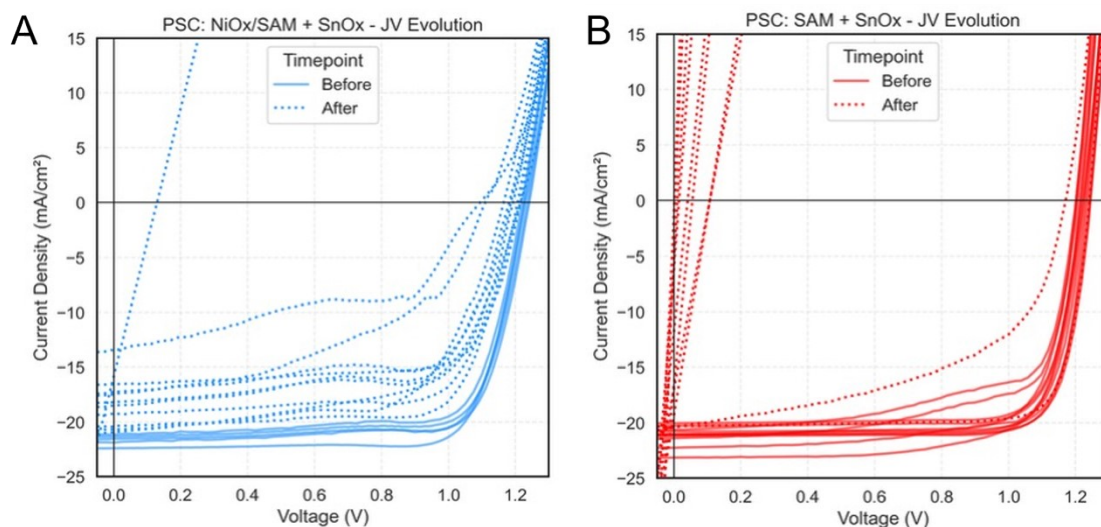 A
PSC: NiOx/SAM + SnOx - JV Evolution
Timepoint
Before
After
Current Density (mA/cm²)
15
10
5
0
−5
−10
−15
−20
−25
0.0 0.2 0.4 0.6 0.8 1.0 1.2
Voltage (V)
B
PSC: SAM + SnOx - JV Evolution
Timepoint
Before
After
Current Density (mA/cm²)
15
10
5
0
−5
−10
−15
−20
−25
0.0 0.2 0.4 0.6 0.8 1.0 1.2
Voltage (V)